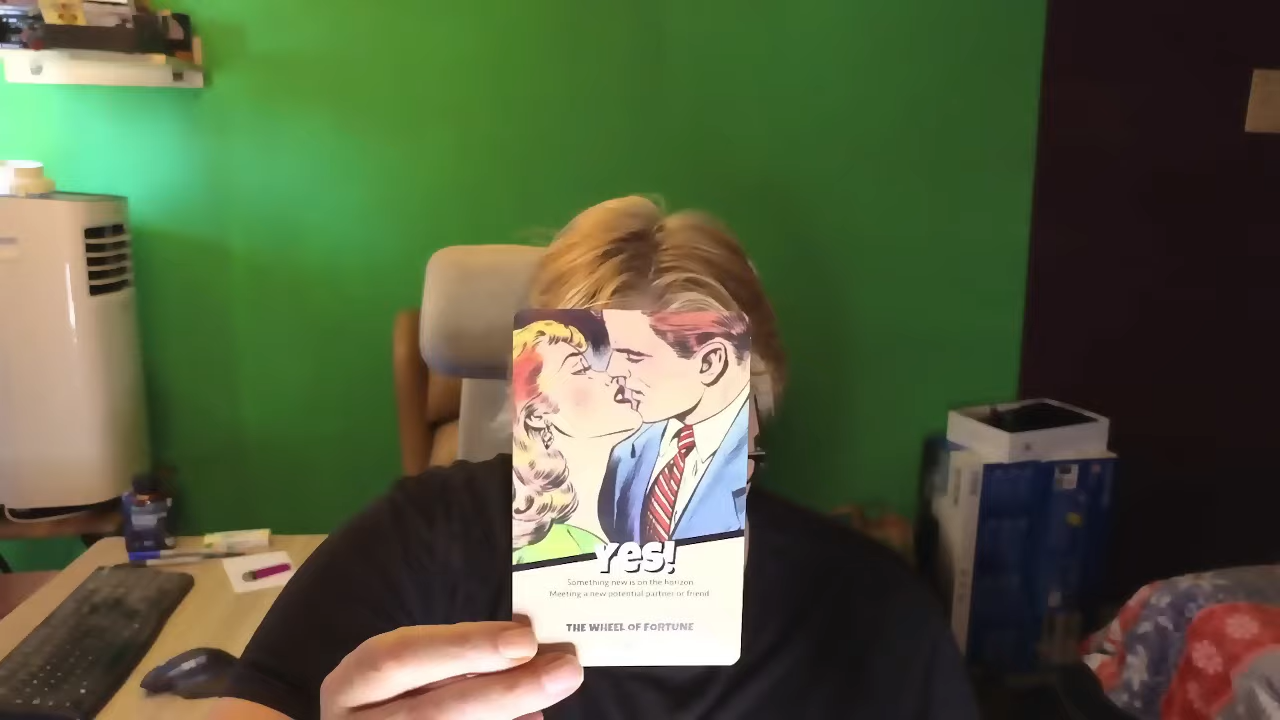 YES!
Something new is on the horizon
Meeting a new potential partner or friend
THE WHEEL OF FORTUNE